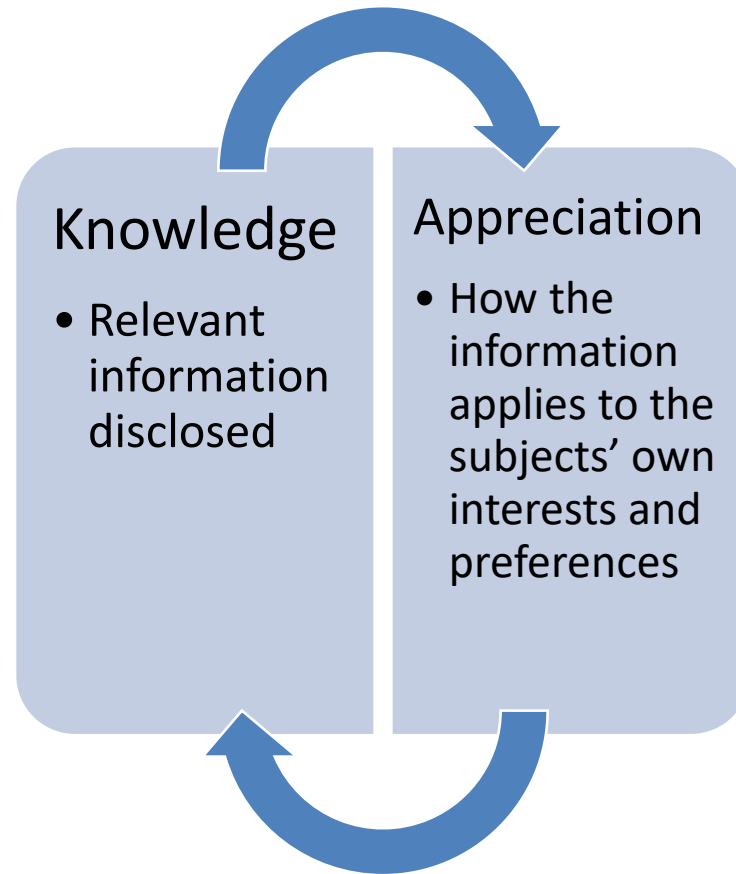 Knowledge
• Relevant
information
disclosed
Appreciation
• How the
information
applies to the
subjects’ own
interests and
preferences